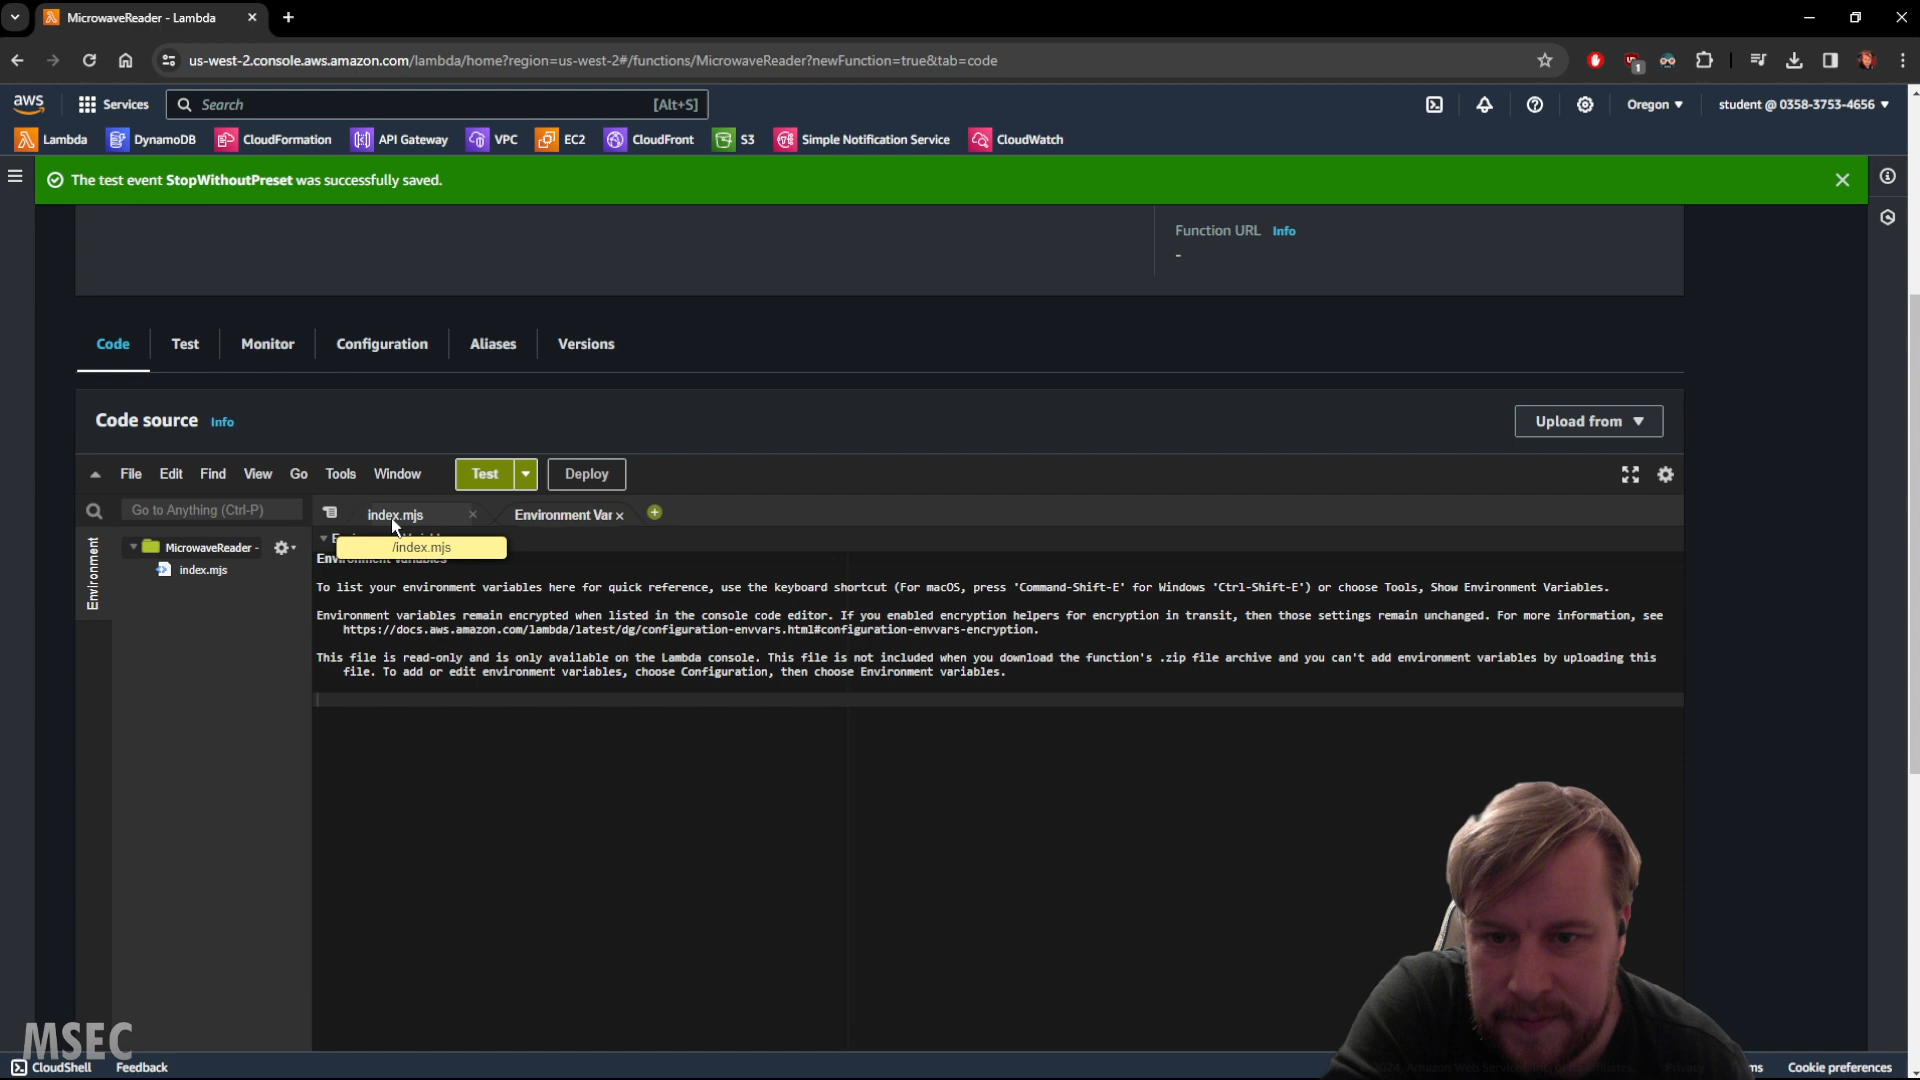 MicrowaveReader - Lambda
us-west-2.console.aws.amazon.com/lambda/home?region=us-west-2#/functions/MicrowaveReader?newFunction=true&tab=code
1
aws
Services
Search
[Alt+S]
Oregon ▼
student @ 0358-3753-4656 ▼
Lambda
DynamoDB
CloudFormation
API Gateway
VPC
EC2
CloudFront
S3
Simple Notification Service
CloudWatch
The test event StopWithoutPreset was successfully saved.
Function URL Info
-
Code
Test
Monitor
Configuration
Aliases
Versions
Code source Info
Upload from ▼
File Edit Find View Go Tools Window
Test
Deploy
Go to Anything (Ctrl-P)
index.mjs
Environment Var
Environment
MicrowaveReader -
index.mjs
/index.mjs
To list your environment variables here for quick reference, use the keyboard shortcut (For macOS, press 'Command-Shift-E' for Windows 'Ctrl-Shift-E') or choose Tools, Show Environment Variables.
Environment variables remain encrypted when listed in the console code editor. If you enabled encryption helpers for encryption in transit, then those settings remain unchanged. For more information, see
https://docs.aws.amazon.com/lambda/latest/dg/configuration-envvars.html#configuration-envvars-encryption.
This file is read-only and is only available on the Lambda console. This file is not included when you download the function's .zip file archive and you can't add environment variables by uploading this
file. To add or edit environment variables, choose Configuration, then choose Environment variables.
MSEC
CloudShell
Feedback
Cookie preferences